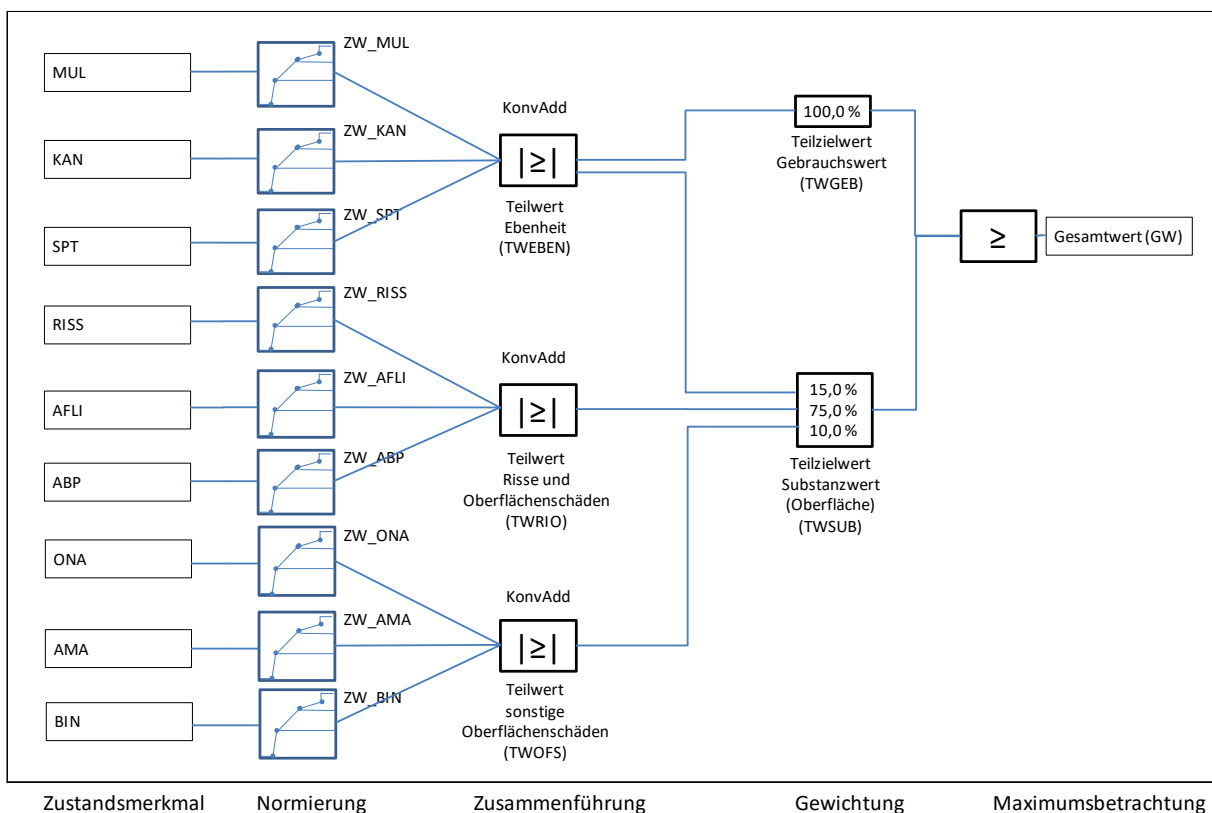 MUL
ZW_MUL
KAN
ZW_KAN
SPT
ZW_SPT
RISS
ZW_RISS
AFLI
ZW_AFLI
ABP
ZW_ABP
ONA
ZW_ONA
AMA
ZW_AMA
BIN
ZW_BIN
KonvAdd
|≥|
Teilwert
Ebenheit
(TWEBEN)
KonvAdd
|≥|
Teilwert
Risse und
Oberflächenschäden
(TWRIO)
KonvAdd
|≥|
Teilwert
sonstige
Oberflächenschäden
(TWOFS)
100,0 %
Teilzielwert
Gebrauchswert
(TWGEB)
15,0 %
75,0 %
10,0 %
Teilzielwert
Substanzwert
(Oberfläche)
(TWSUB)
≥
Gesamtwert (GW)
Zustandsmerkmal
Normierung
Zusammenführung
Gewichtung
Maximumsbetrachtung